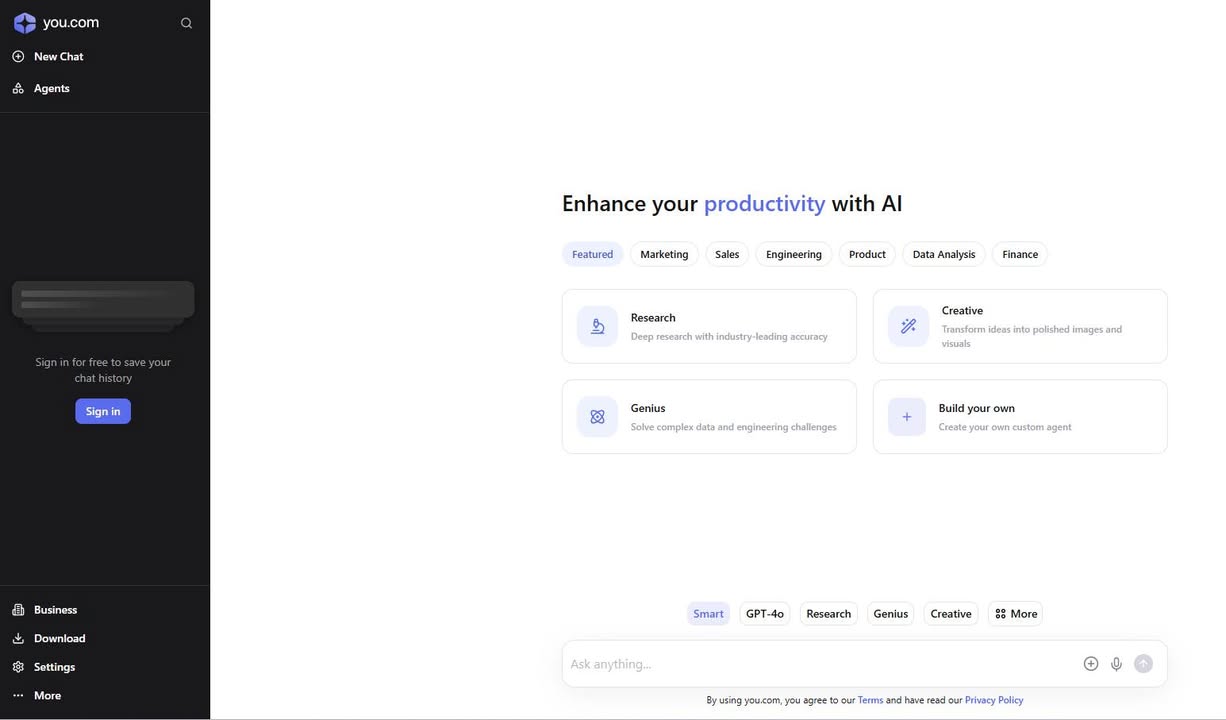 you.com
New Chat
Agents
Sign in for free to save your
chat history
Sign in
Business
Download
Settings
More
Enhance your productivity with AI
Featured
Marketing
Sales
Engineering
Product
Data Analysis
Finance
Research
Deep research with industry-leading accuracy
Creative
Transform ideas into polished images and
visuals
Genius
Solve complex data and engineering challenges
Build your own
Create your own custom agent
Smart
GPT-4o
Research
Genius
Creative
More
Ask anything...
By using you.com, you agree to our Terms and have read our Privacy Policy